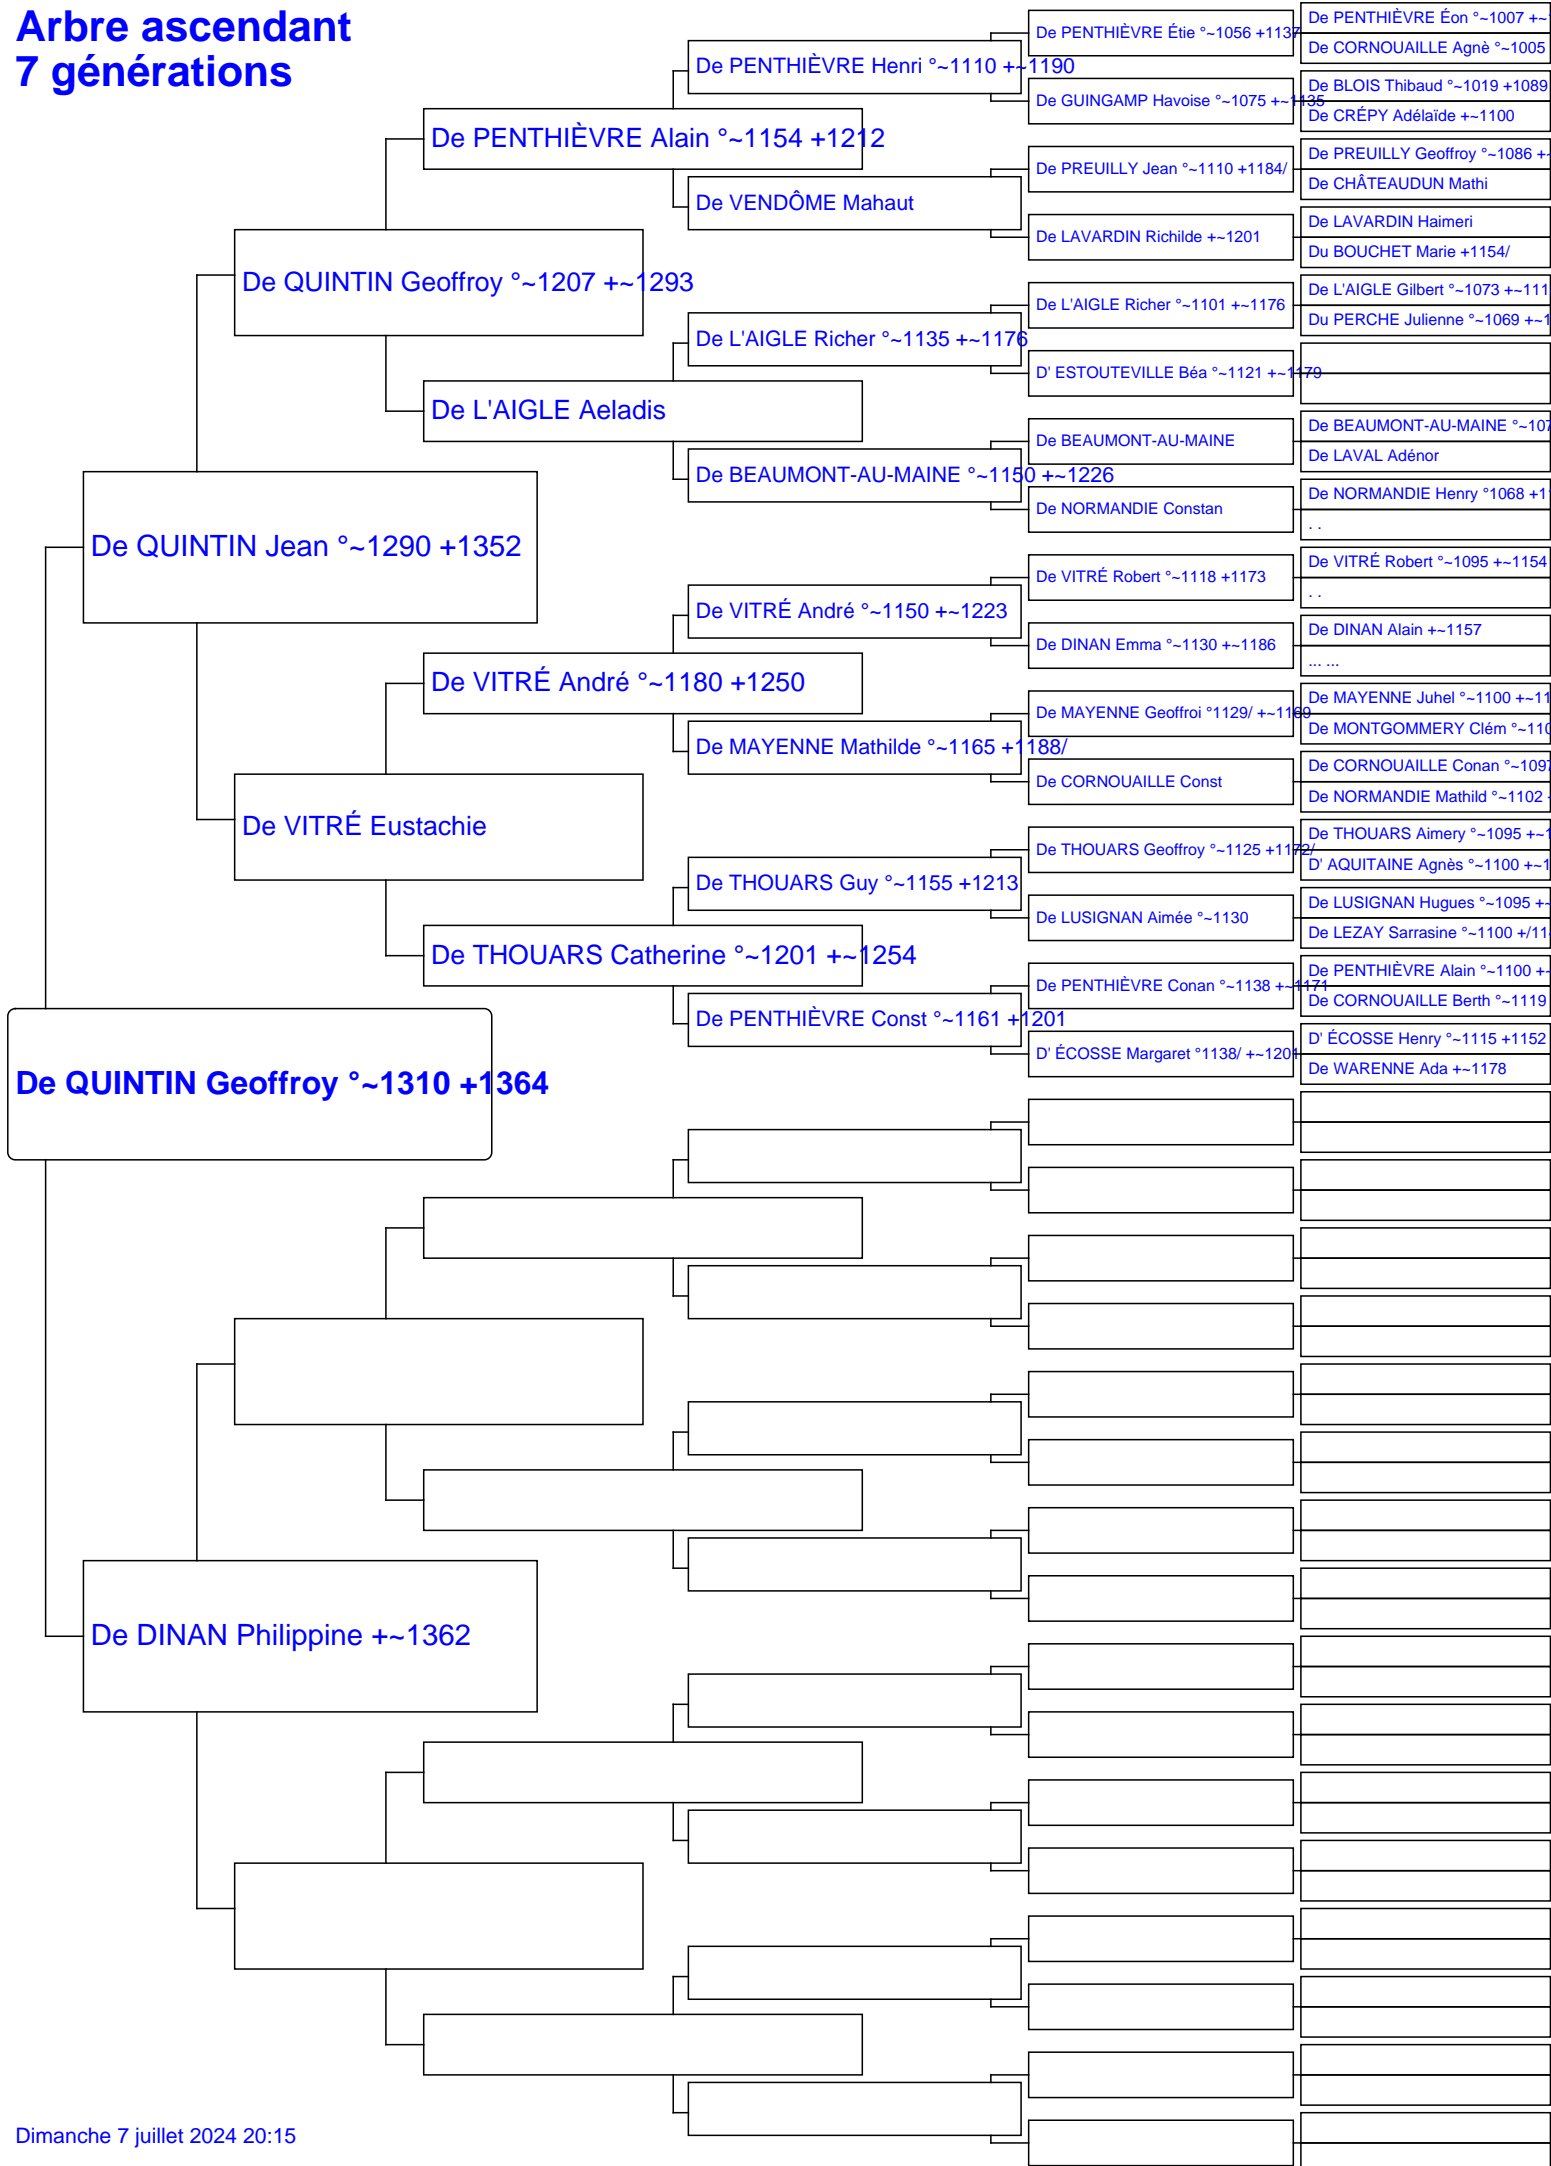 Arbre ascendant
7 générations
De QUINTIN Geoffroy °~1310 +1364
De QUINTIN Jean °~1290 +1352
De DINAN Philippine +~1362
De QUINTIN Geoffroy °~1207 +~1293
De VITRÉ Eustachie
De PENTHIÈVRE Alain °~1154 +1212
De L'AIGLE Aeladis
De VITRÉ André °~1180 +1250
De THOUARS Catherine °~1201 +~1254
De PENTHIÈVRE Henri °~1110 +~1190
De VENDÔME Mahaut
De L'AIGLE Richer °~1135 +~1176
De BEAUMONT-AU-MAINE °~1150 +~1226
De VITRÉ André °~1150 +~1223
De MAYENNE Mathilde °~1165 +1188/
De THOUARS Guy °~1155 +1213
De PENTHIÈVRE Const °~1161 +1201
De PENTHIÈVRE Étie °~1056 +1137
De GUINGAMP Havoise °~1075 +~1135
De PREUILLY Jean °~1110 +1184/
De LAVARDIN Richilde +~1201
De L'AIGLE Richer °~1101 +~1176
D' ESTOUTEVILLE Béa °~1121 +~1179
De BEAUMONT-AU-MAINE
De NORMANDIE Constan
De VITRÉ Robert °~1118 +1173
De DINAN Emma °~1130 +~1186
De MAYENNE Geoffroi °1129/ +~1169
De CORNOUAILLE Const
De THOUARS Geoffroy °~1125 +1172/
De LUSIGNAN Aimée °~1130
De PENTHIÈVRE Conan °~1138 +~1171
D' ÉCOSSE Margaret °1138/ +~1201
De PENTHIÈVRE Éon °~1007 +~
De CORNOUAILLE Agnè °~1005
De BLOIS Thibaud °~1019 +1089
De CRÉPY Adélaïde +~1100
De PREUILLY Geoffroy °~1086 +~
De CHÂTEAUDUN Mathi
De LAVARDIN Haimeri
Du BOUCHET Marie +1154/
De L'AIGLE Gilbert °~1073 +~111
Du PERCHE Julienne °~1069 +~1
De BEAUMONT-AU-MAINE °~107
De LAVAL Adénor
De NORMANDIE Henry °1068 +1
. .
De VITRÉ Robert °~1095 +~1154
. .
De DINAN Alain +~1157
... ...
De MAYENNE Juhel °~1100 +~11
De MONTGOMMERY Clém °~110
De CORNOUAILLE Conan °~1097
De NORMANDIE Mathild °~1102
De THOUARS Aimery °~1095 +~1
D' AQUITAINE Agnès °~1100 +~1
De LUSIGNAN Hugues °~1095 +~
De LEZAY Sarrasine °~1100 +/11
De PENTHIÈVRE Alain °~1100 +~
De CORNOUAILLE Berth °~1119
D' ÉCOSSE Henry °~1115 +1152
De WARENNE Ada +~1178
Dimanche 7 juillet 2024 20:15